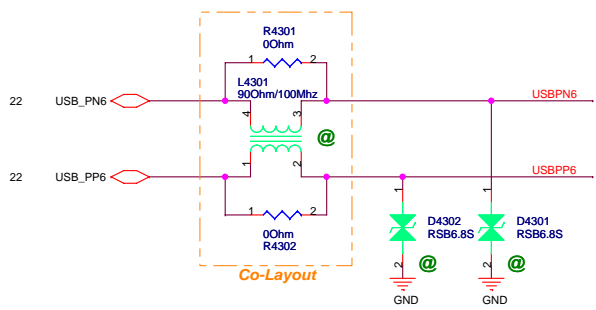 R4301
0Ohm
1 2
L4301
90Ohm/100Mhz
22 USB_PN6 USBPN6
4 3
@
1 2
22 USB_PP6 USBPP6
1 2
0Ohm
R4302
Co-Layout
1 1
D4302 D4301
RSB6.8S RSB6.8S
2 @ 2 @
GND GND